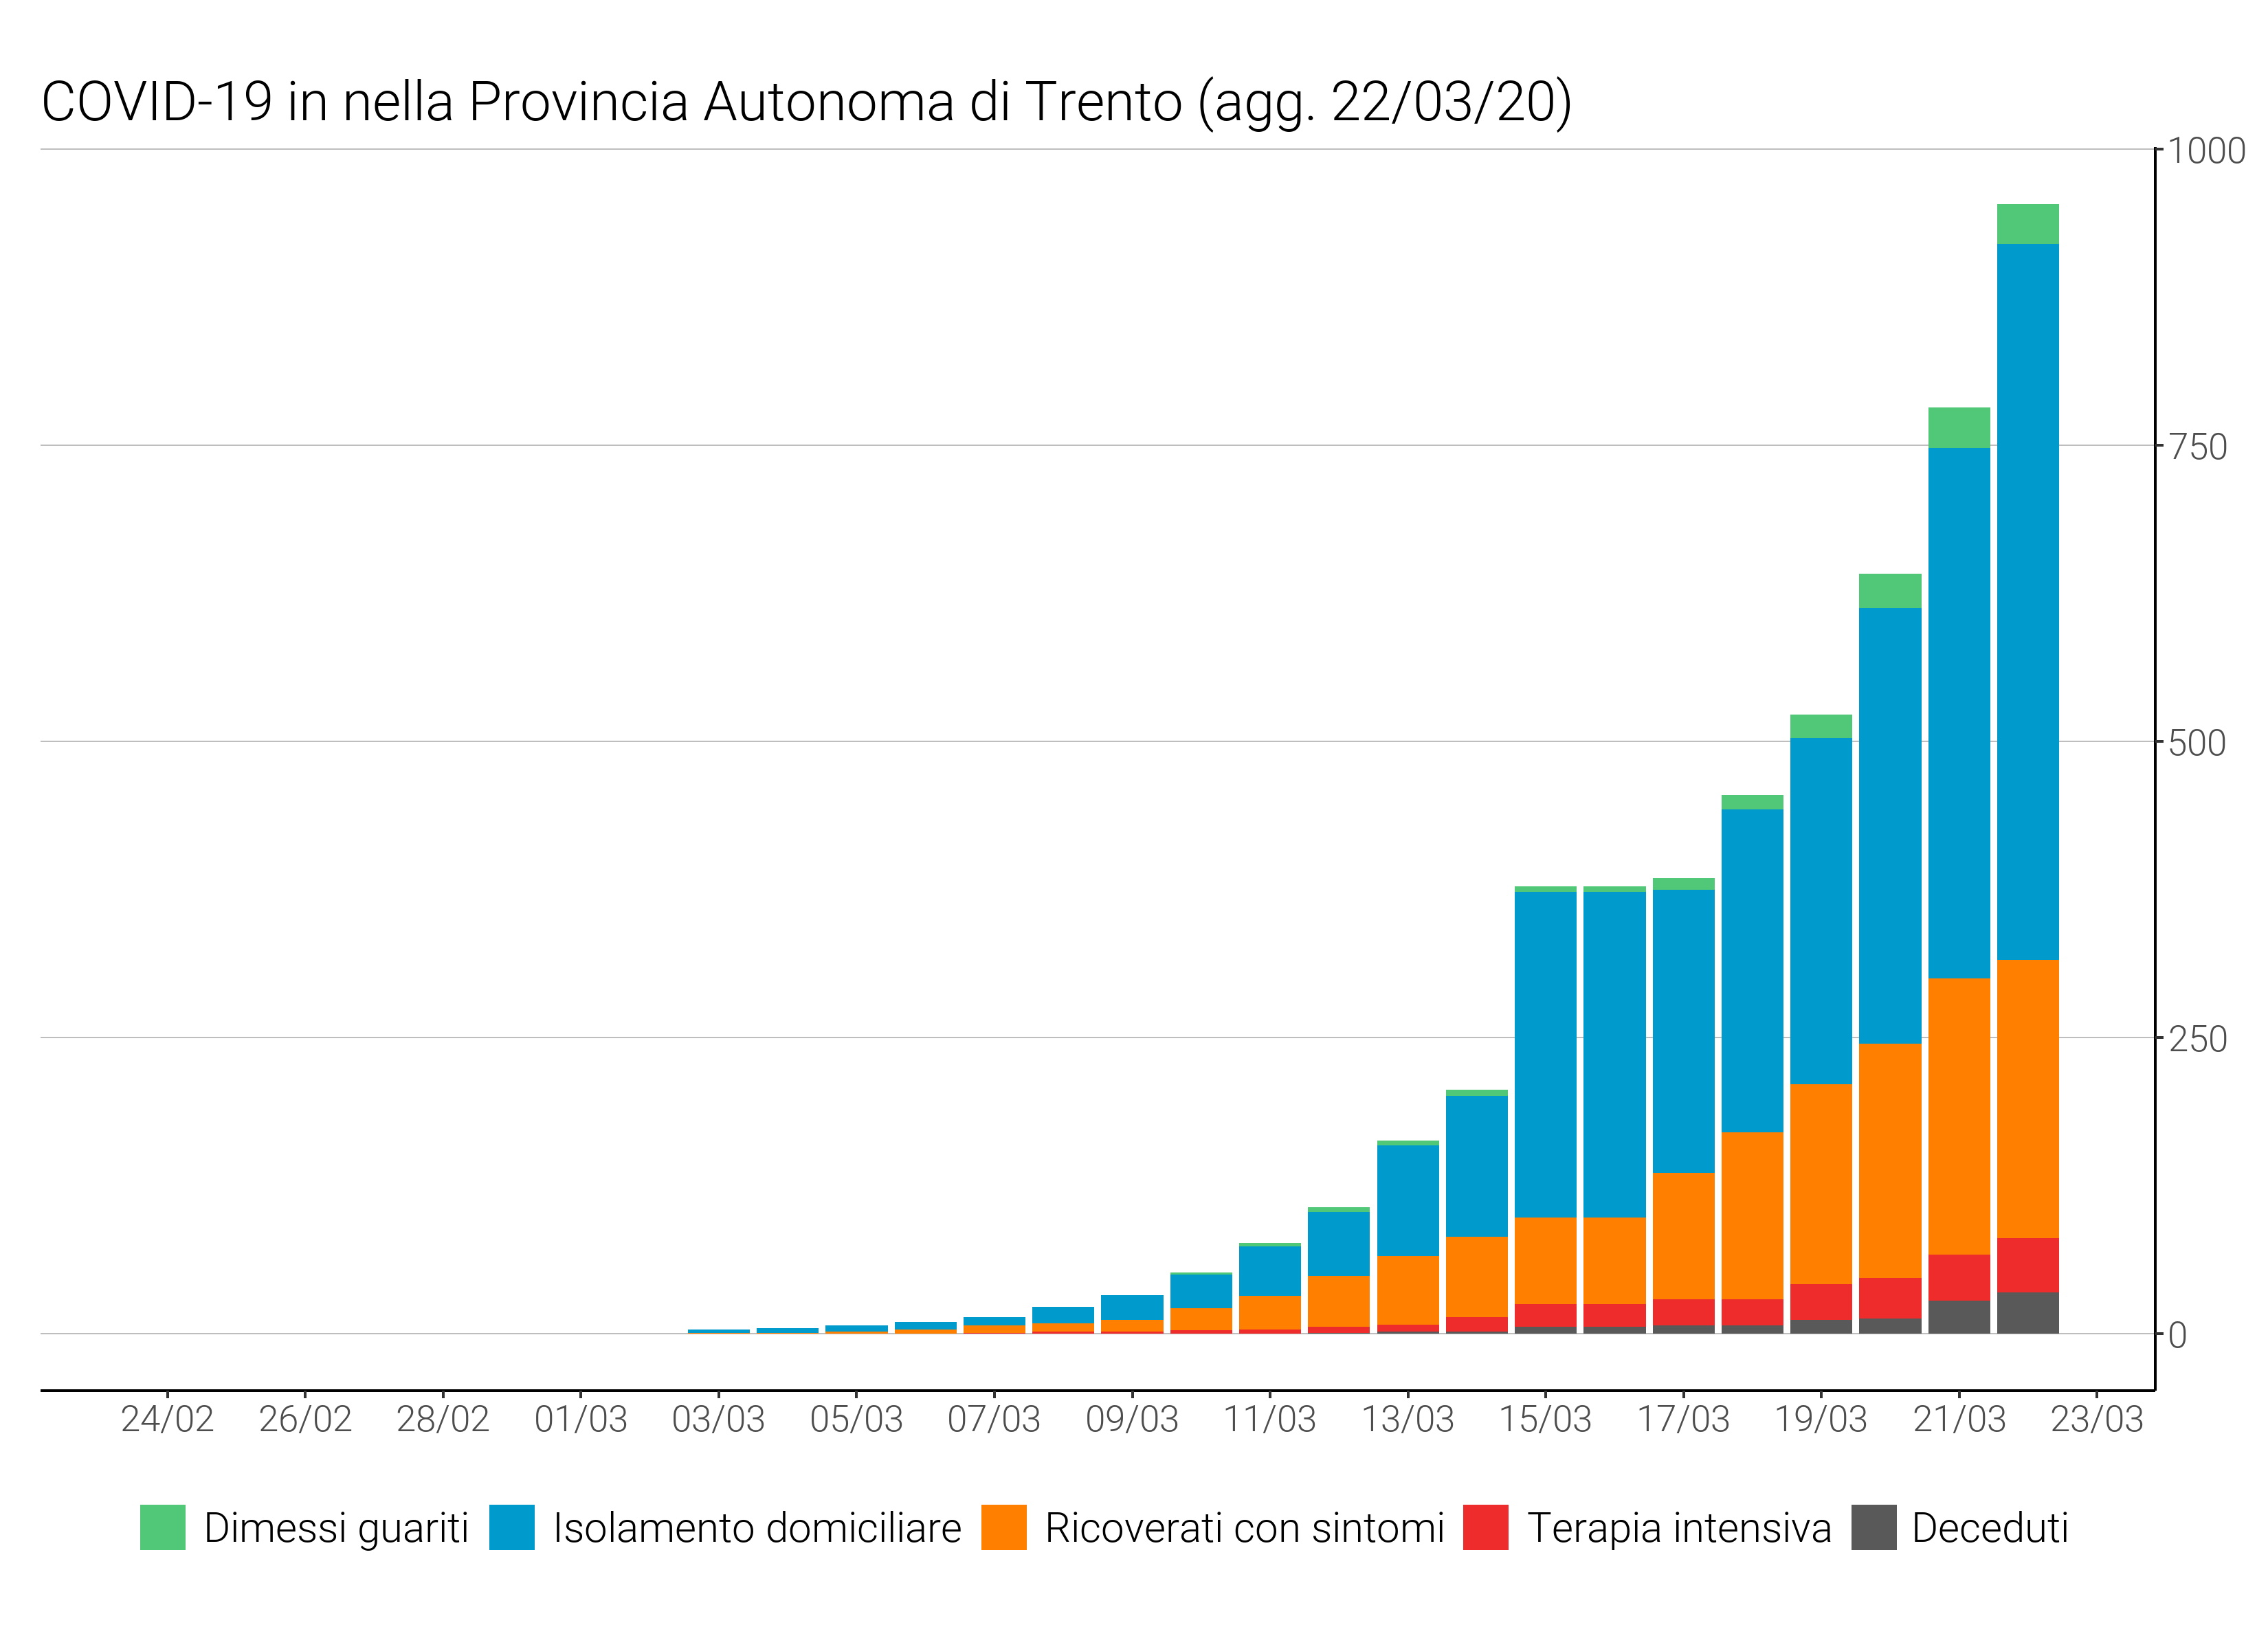 COVID-19 in nella Provincia Autonoma di Trento (agg. 22/03/20)
1000
750
500
250
0
24/02 26/02 28/02 01/03 03/03 05/03 07/03 09/03 11/03 13/03 15/03 17/03 19/03 21/03 23/03
Dimessi guariti Isolamento domiciliare Ricoverati con sintomi Terapia intensiva Deceduti